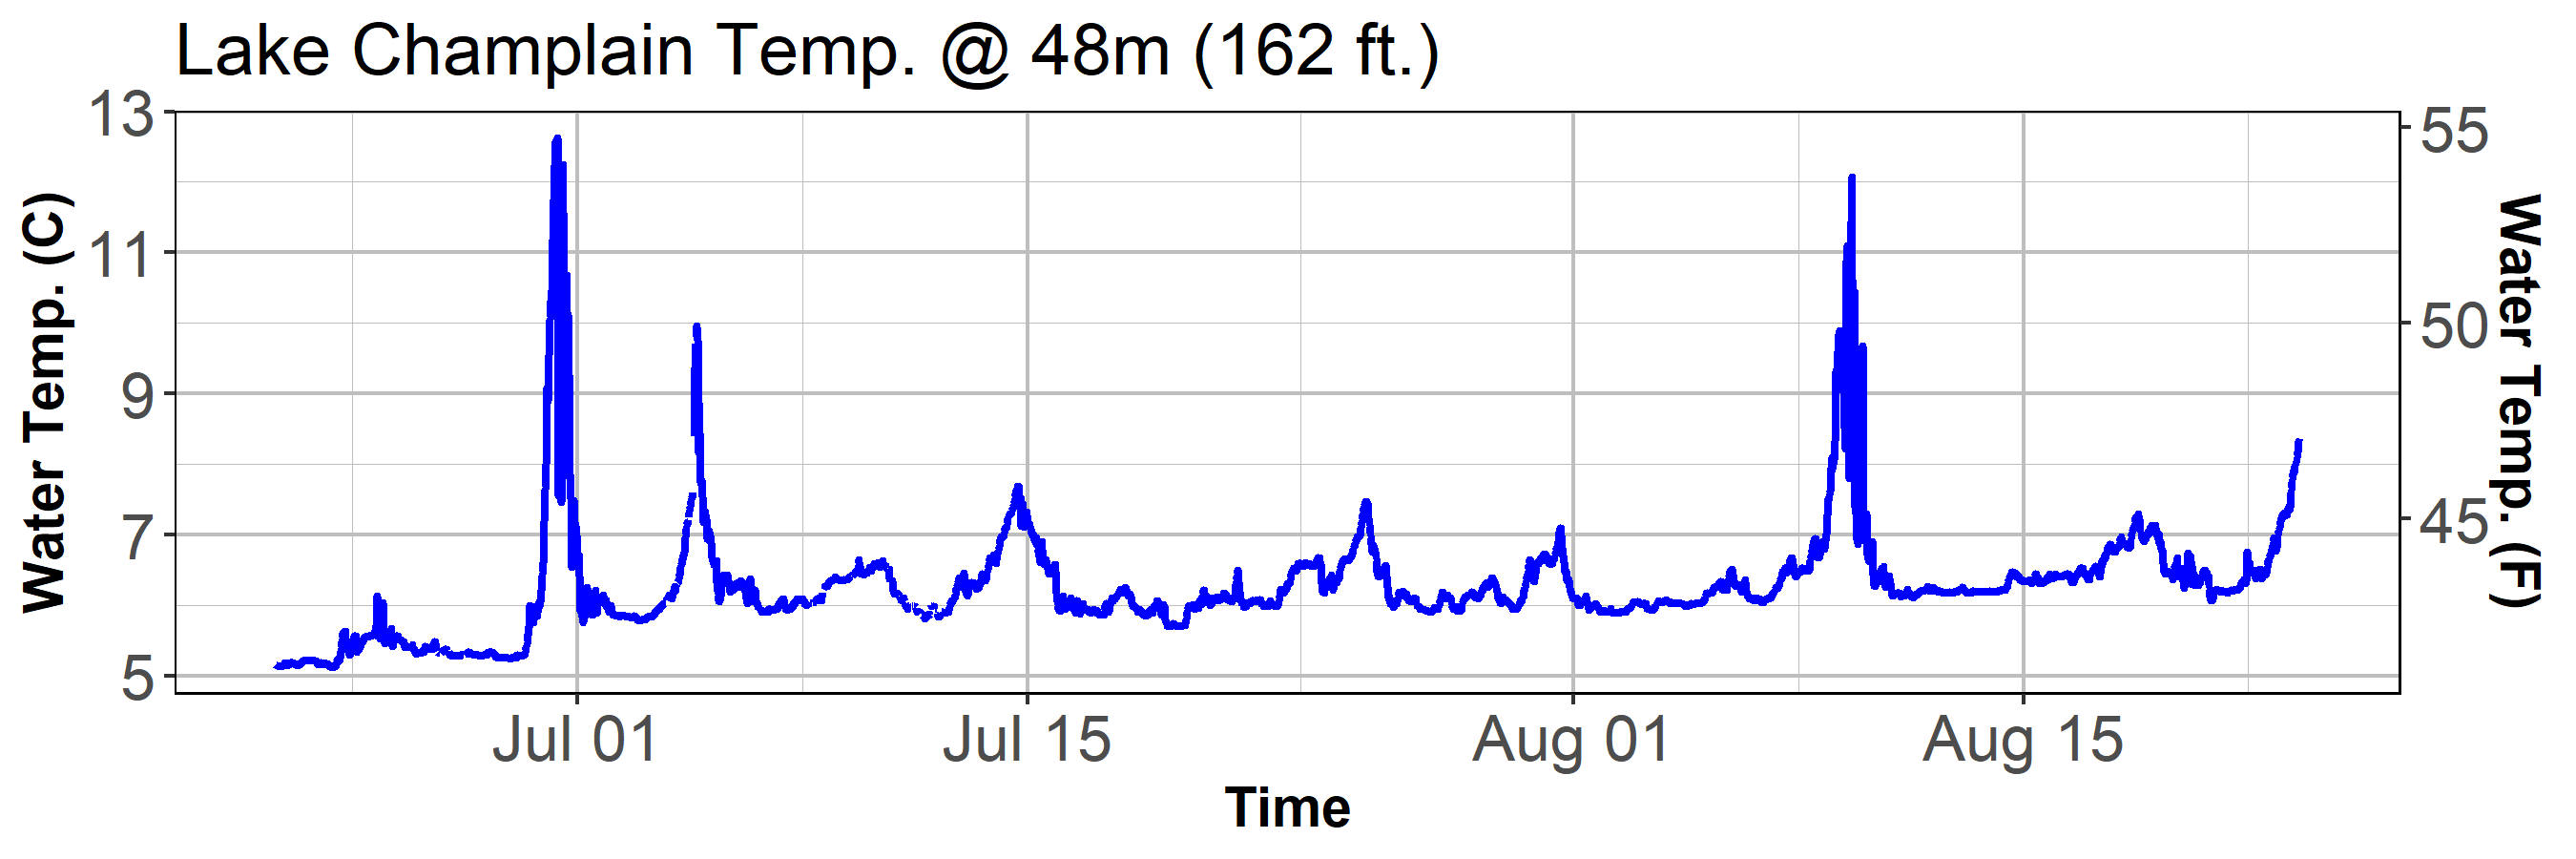 Lake Champlain Temp. @ 48m (162 ft.)
Water Temp. (C)
13
11
9
7
5
55
50
45
Water Temp. (F)
Jul 01
Jul 15
Aug 01
Aug 15
Time